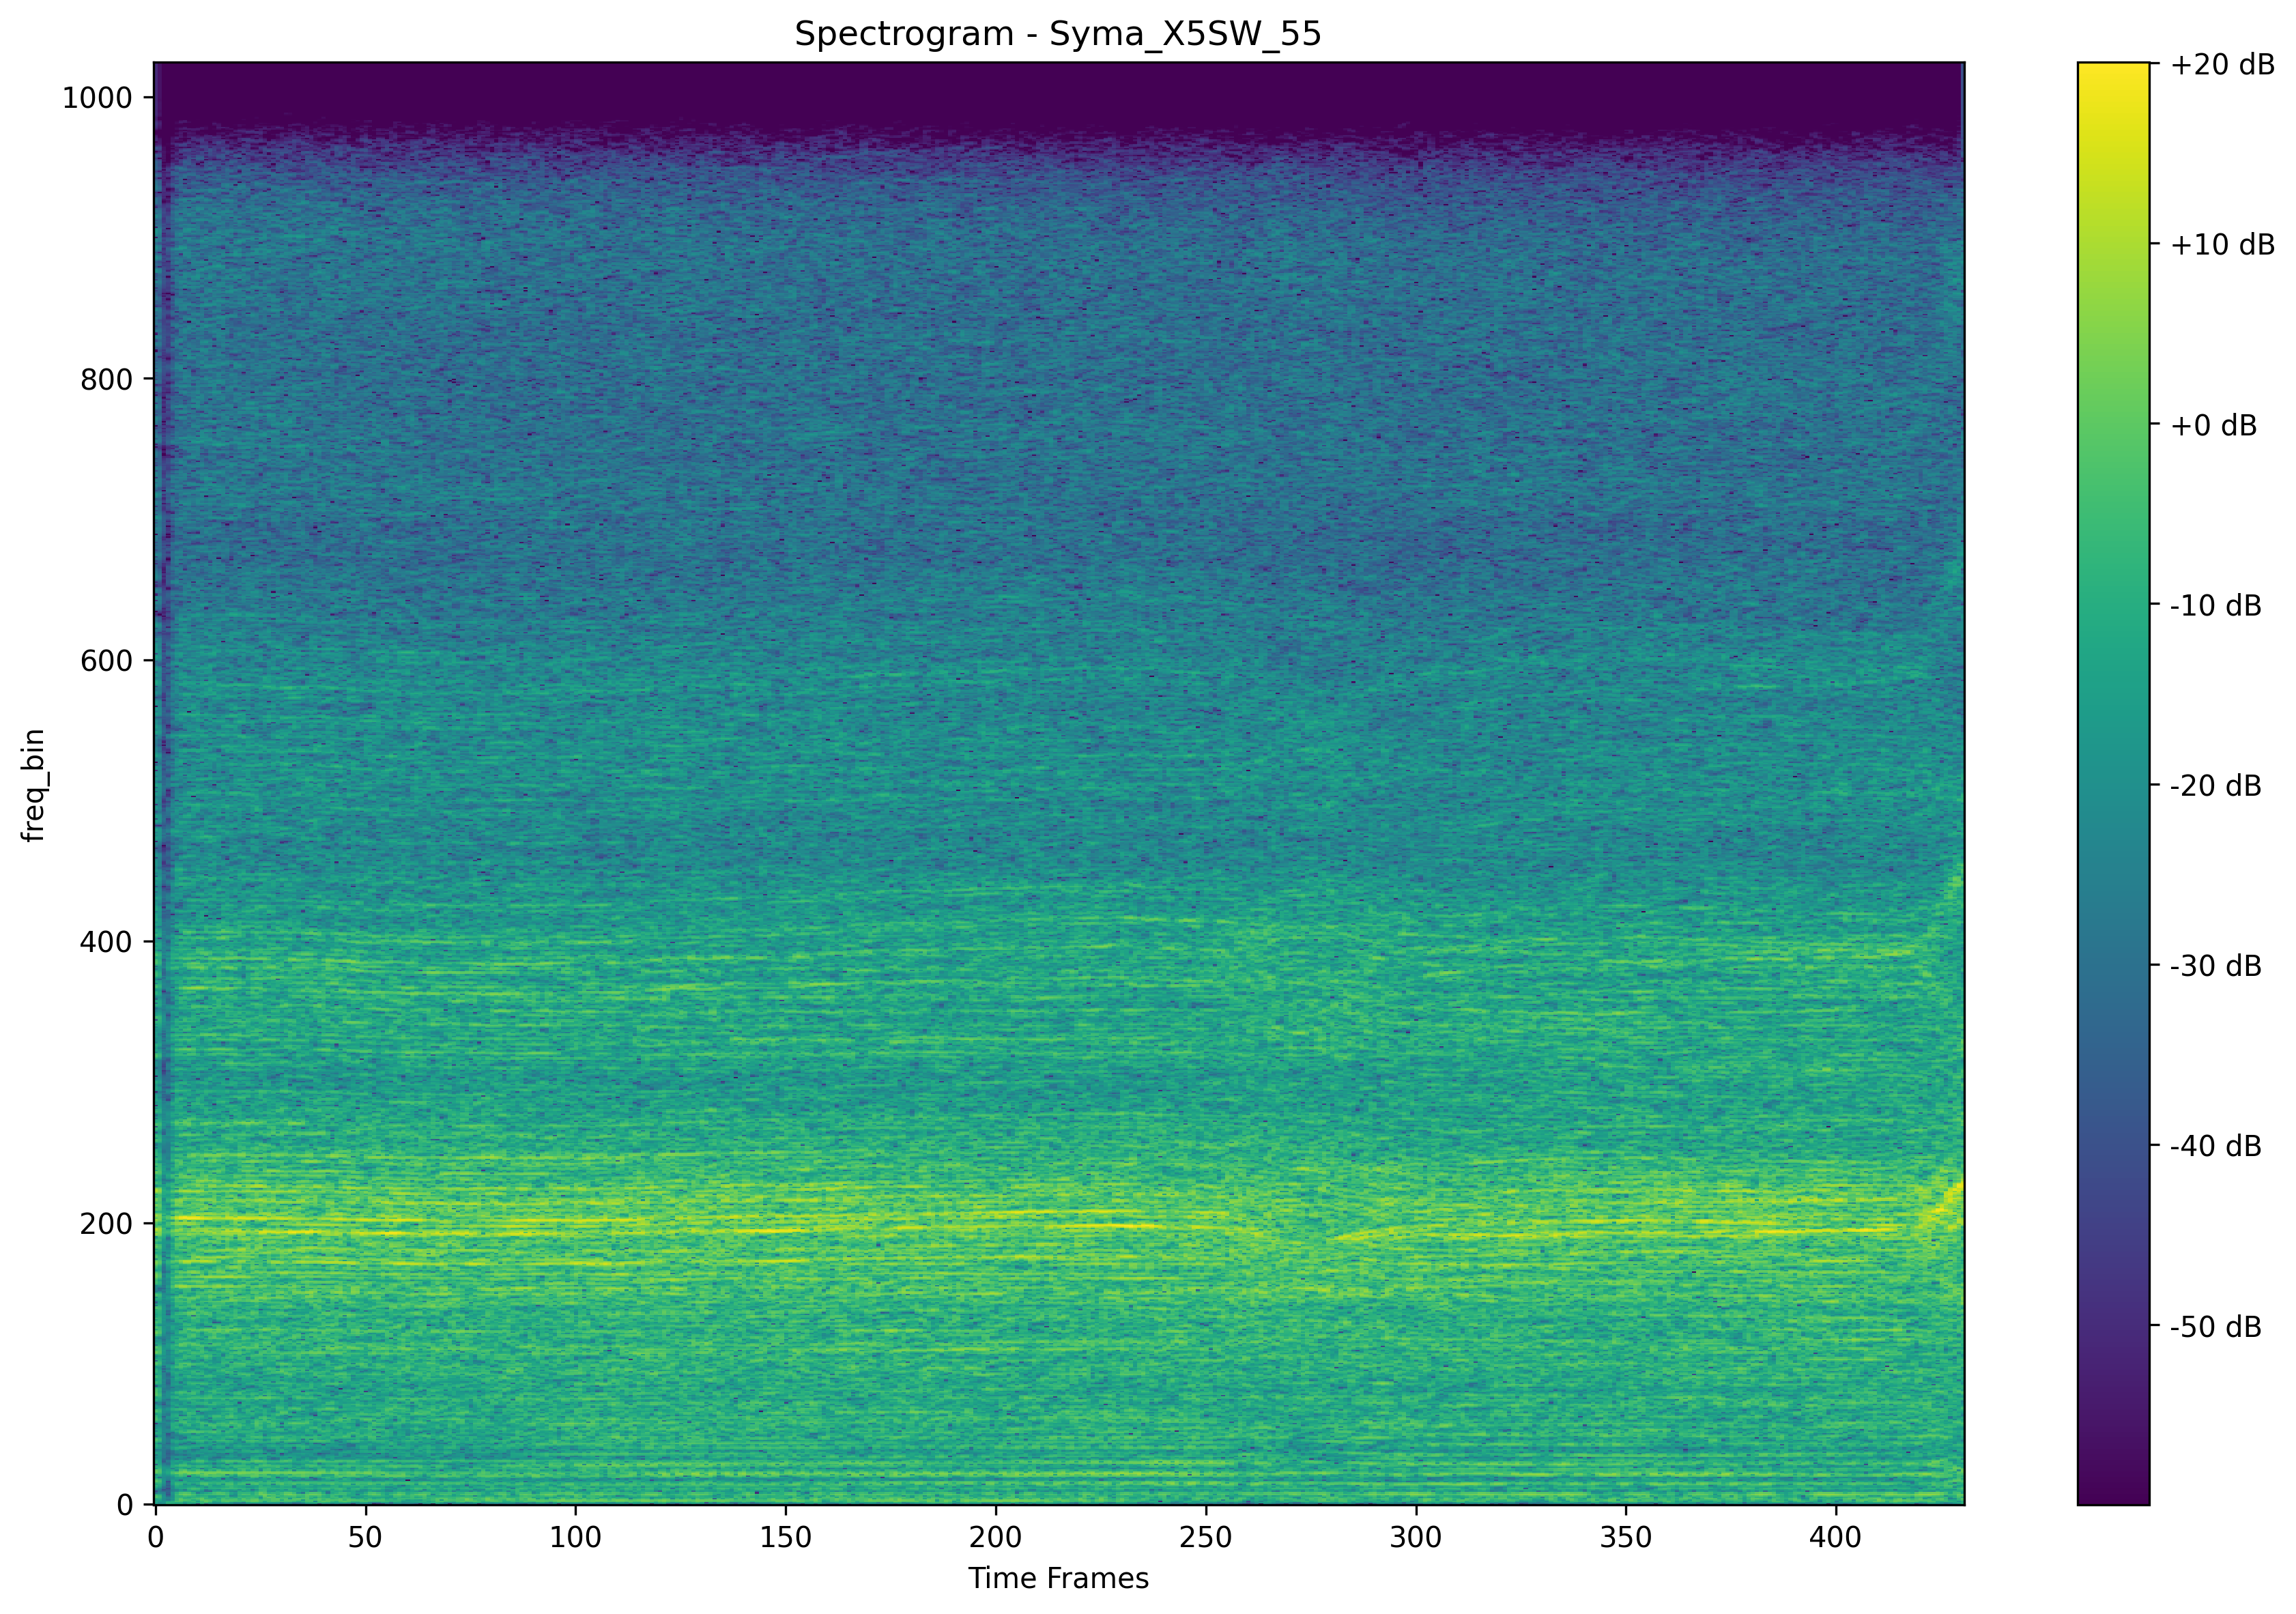 Spectrogram - Syma_X5SW_55
1000
800
600
400
200
0
freq_bin
0 50 100 150 200 250 300 350 400
Time Frames
+20 dB
+10 dB
+0 dB
-10 dB
-20 dB
-30 dB
-40 dB
-50 dB